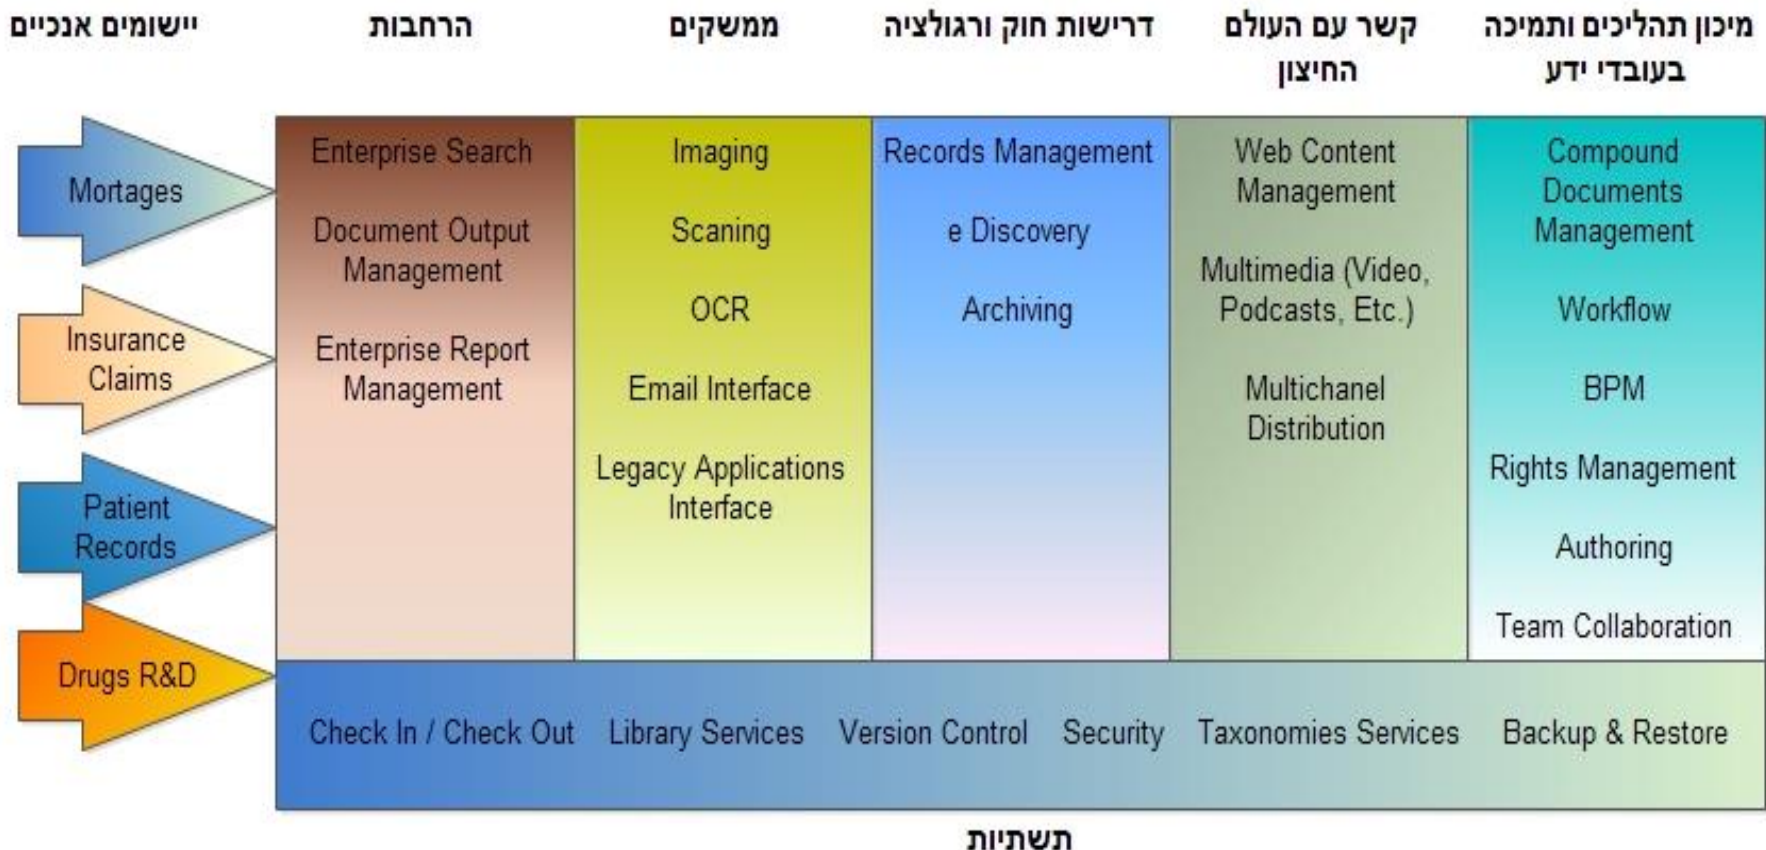 יישומים אנכיים
הרחבות
ממשקים
דרישות חוק ורגולציה
קשר עם העולם
החיצון
מיכון תהליכים ותמיכה
בעובדי ידע
Mortages
Insurance
Claims
Patient
Records
Drugs R&D
Enterprise Search
Document Output
Management
Enterprise Report
Management
Imaging
Scaning
OCR
Email Interface
Legacy Applications
Interface
Records Management
e Discovery
Archiving
Web Content
Management
Multimedia (Video,
Podcasts, Etc.)
Multichanel
Distribution
Compound
Documents
Management
Workflow
BPM
Rights Management
Authoring
Team Collaboration
Check In / Check Out Library Services Version Control Security Taxonomies Services Backup & Restore
תשתיות